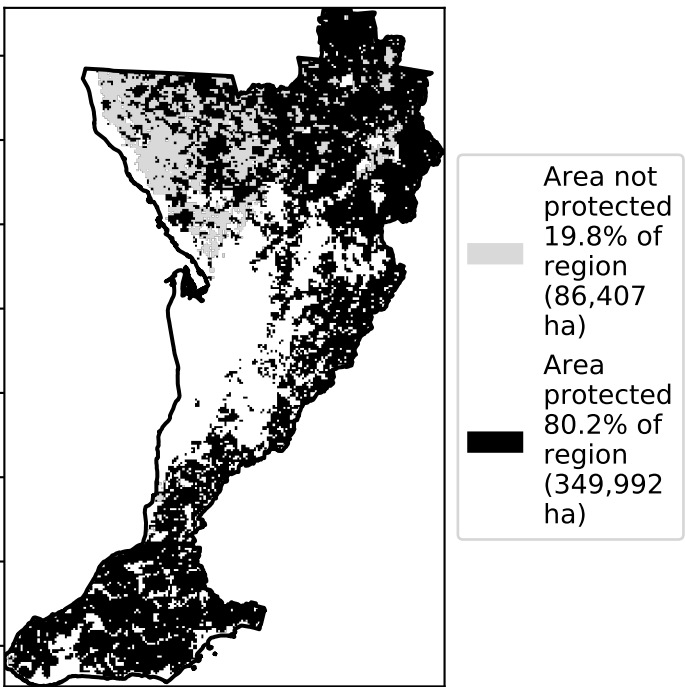 Area not
protected
19.8% of
region
(86,407
ha)
Area
protected
80.2% of
region
(349,992
ha)